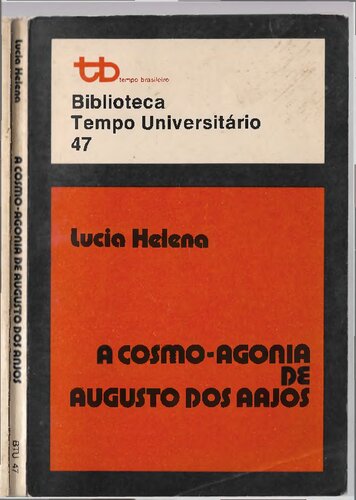 Lucia Helena
A COSMO-AGONIA DE AUGUSTO DOS ANJOS
BTU 47
tb
tempo brasileiro
Biblioteca
Tempo Universitário
47
Lucia Helena
A COSMO-AGONIA
DE
AUGUSTO DOS AAJOS